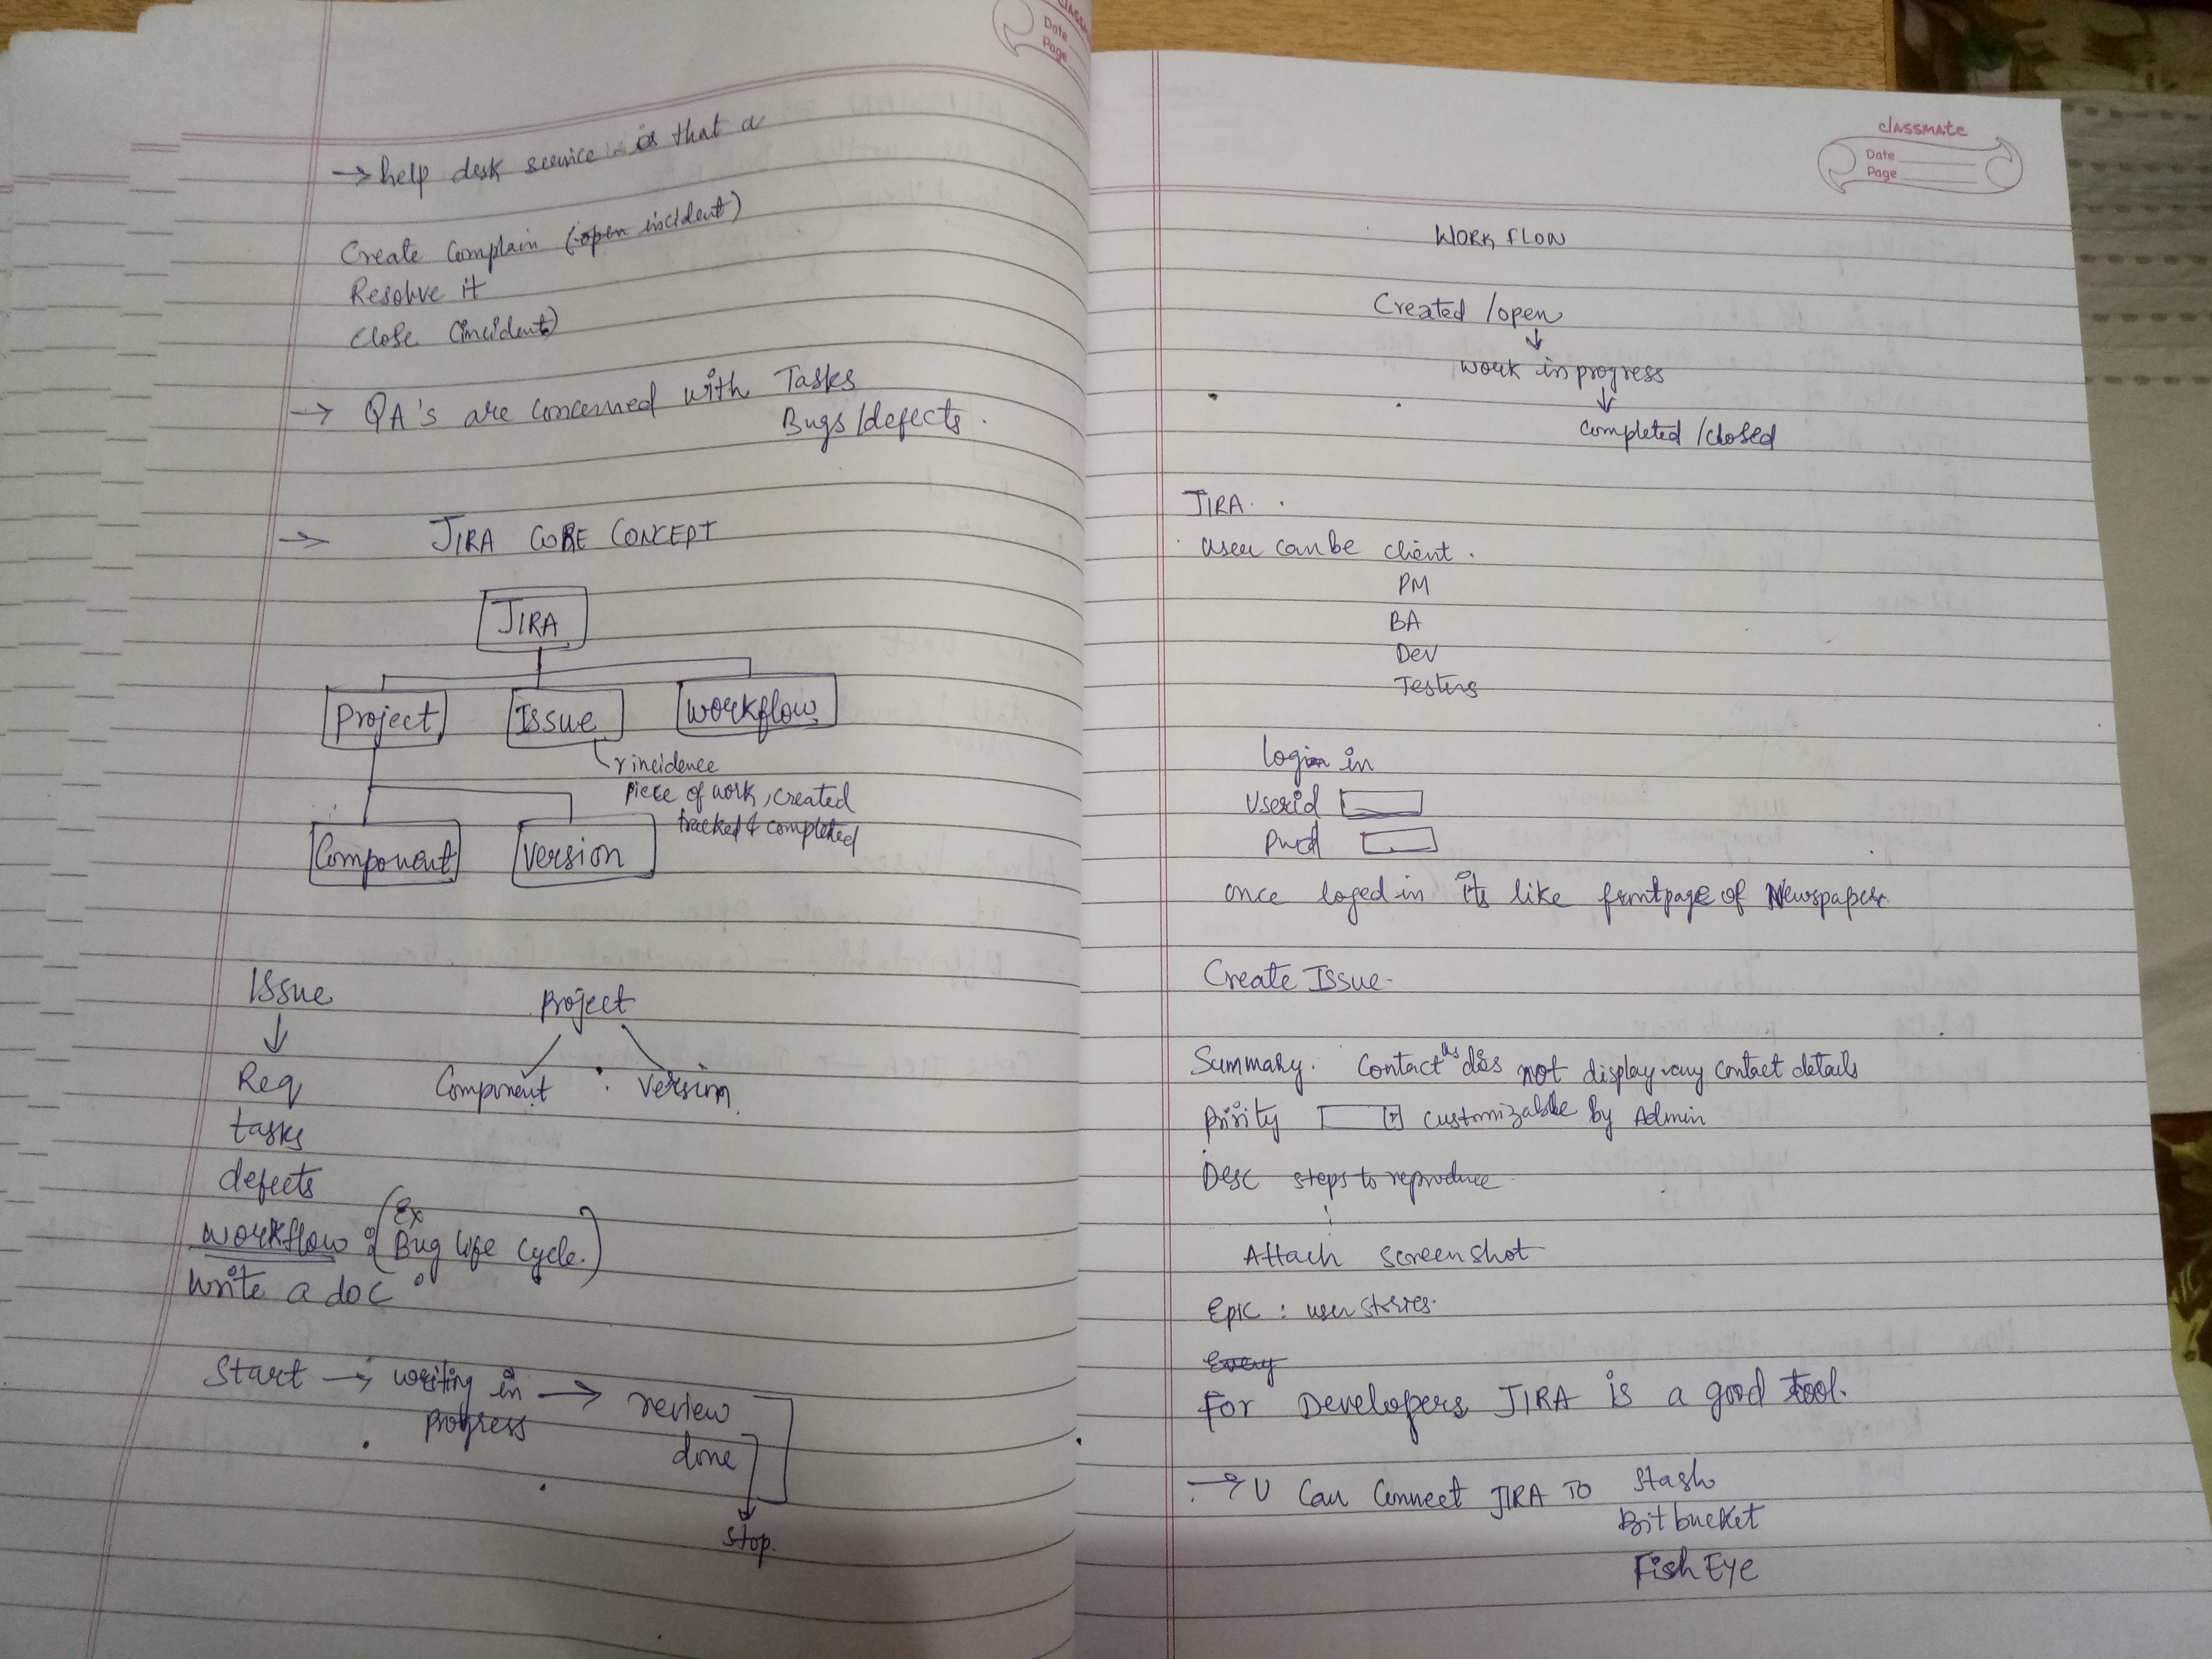 CLASSMATE
Date
Page
→ help desk service is that a
Create Complain (open incident)
Resolve it
Close (incident)
→ QA's are concerned with Tasks
Bugs/defects.
→ JIRA CORE CONCEPT
JIRA
Project Issue Workflow
incidence
piece of work, created
tracked & completed
Component Version
Issue
Project
↓
Req
Component Version.
tasks
defects
Workflow : (Ex
Bug life cycle.)
Write a doc :
Start → writing in → review
progress
done
Stop.
classmate
Date
Page
WORK FLOW
Created /open
↓
work in progress
↓
completed /closed
JIRA.
user can be client.
PM
BA
Dev
Testers
login in
Userid
Pwd
once loged in its like frontpage of Newspaper
Create Issue.
Summary. Contact us does not display any contact details
Priority customizable by Admin
Desc steps to reproduce
Attach screenshot
Epic : user stories.
Every
For Developers JIRA is a good tool.
→ U Can Connect JIRA TO Stash
Bitbucket
FishEye